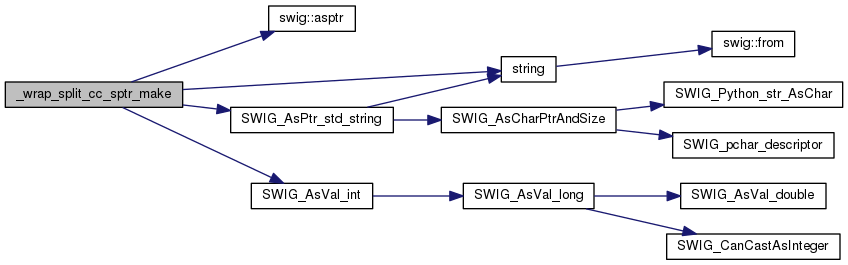 swig::asptr
swig::from
string
_wrap_split_cc_sptr_make
SWIG_Python_str_AsChar
SWIG_AsPtr_std_string
SWIG_AsCharPtrAndSize
SWIG_pchar_descriptor
SWIG_AsVal_int
SWIG_AsVal_long
SWIG_AsVal_double
SWIG_CanCastAsInteger